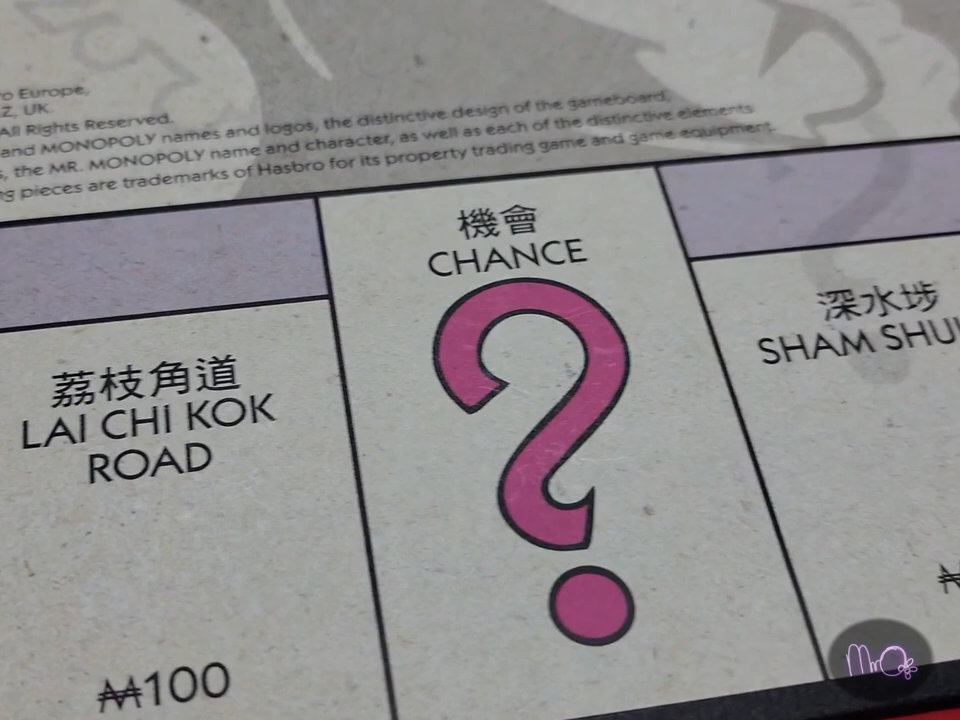 o Europe,
Z, UK.
All Rights Reserved.
and MONOPOLY names and logos, the distinctive design of the gameboard,
s, the MR. MONOPOLY name and character, as well as each of the distinctive elements
ng pieces are trademarks of Hasbro for its property trading game and game equipment.
荔枝角道
LAI CHI KOK
ROAD
₩100
機會
CHANCE
深水埗
SHAM SHUI